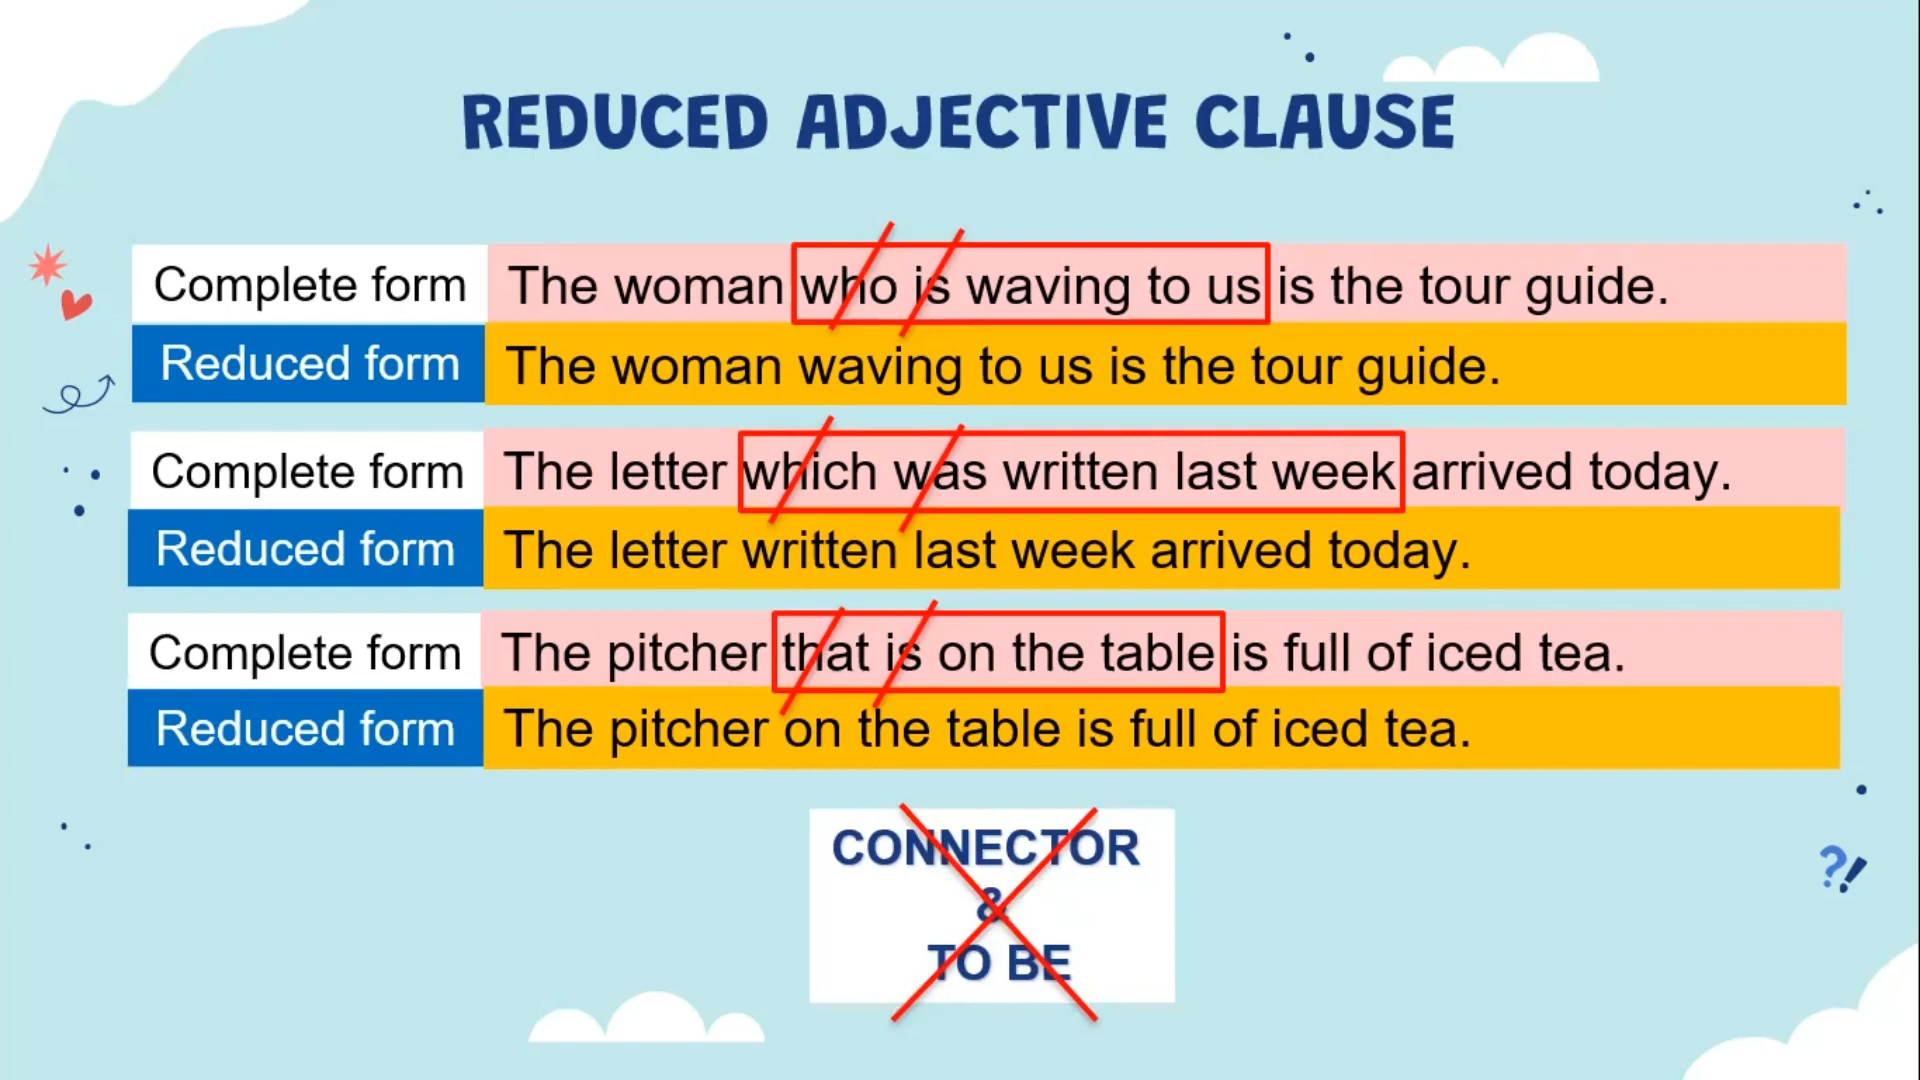 REDUCED ADJECTIVE CLAUSE
Complete form The woman who is waving to us is the tour guide.
Reduced form The woman waving to us is the tour guide.
Complete form The letter which was written last week arrived today.
Reduced form The letter written last week arrived today.
Complete form The pitcher that is on the table is full of iced tea.
Reduced form The pitcher on the table is full of iced tea.
CONNECTOR
&
TO BE
?!